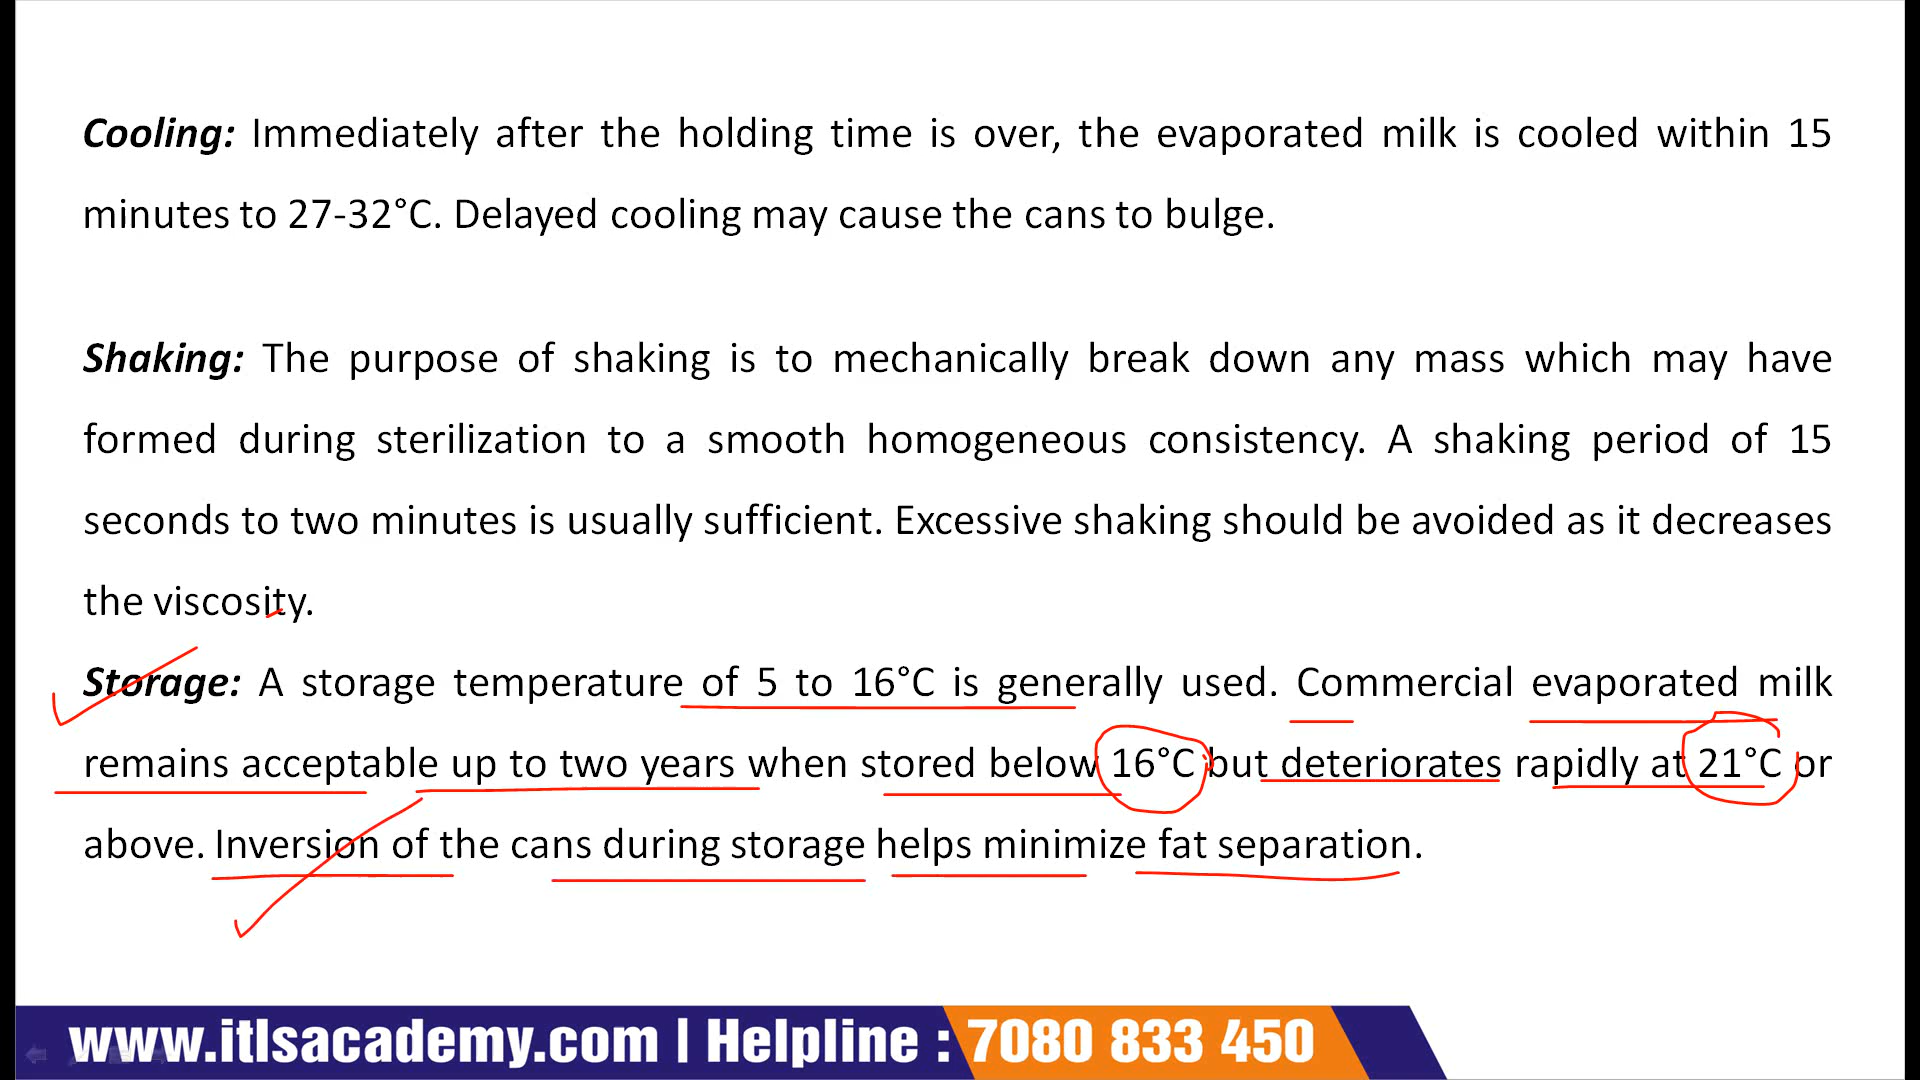 Cooling: Immediately after the holding time is over, the evaporated milk is cooled within 15
minutes to 27-32°C. Delayed cooling may cause the cans to bulge.
Shaking: The purpose of shaking is to mechanically break down any mass which may have
formed during sterilization to a smooth homogeneous consistency. A shaking period of 15
seconds to two minutes is usually sufficient. Excessive shaking should be avoided as it decreases
the viscosity.
Storage: A storage temperature of 5 to 16°C is generally used. Commercial evaporated milk
remains acceptable up to two years when stored below 16°C but deteriorates rapidly at 21°C or
above. Inversion of the cans during storage helps minimize fat separation.
www.itlsacademy.com | Helpline : 7080 833 450